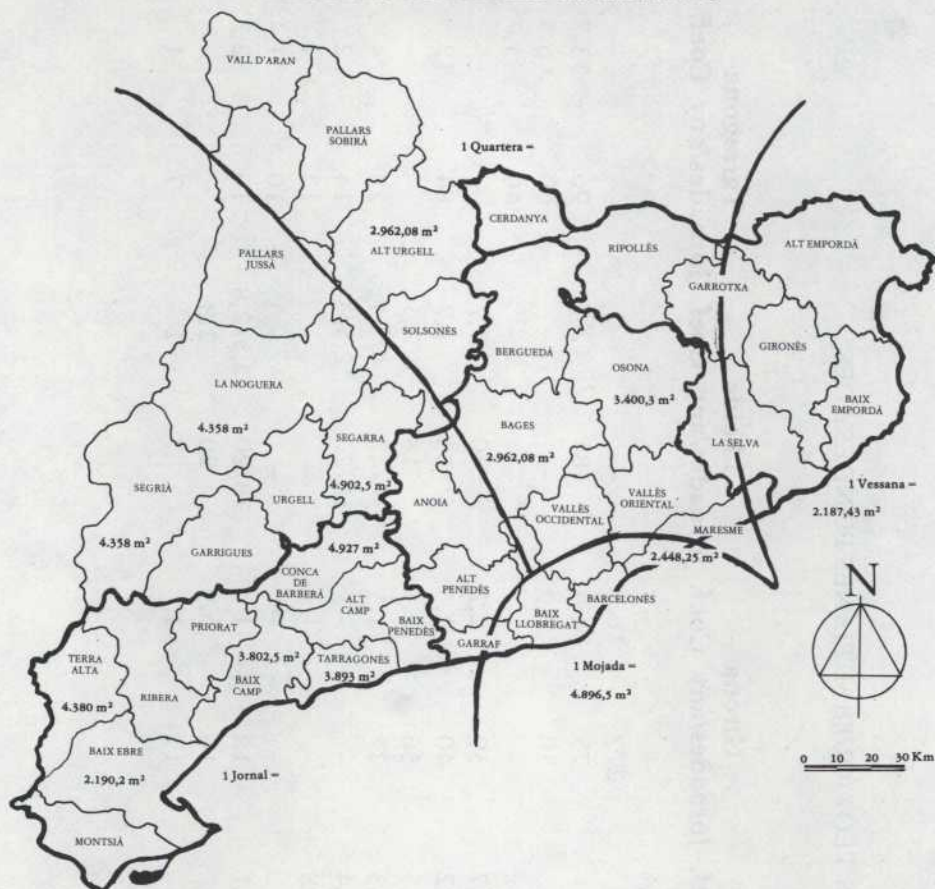 VALL D'ARAN
PALLARS
SOBIRÀ
1 Quartera =
CERDANYA
2.962,08 m²
ALT URGELL
RIPOLLÈS
ALT EMPORDÀ
PALLARS
JUSSÀ
GARROTXA
SOLSONÈS
BERGUEDÀ
GIRONÈS
OSONA
LA NOGUERA
3.400,3 m²
BAIX
EMPORDÀ
4.358 m²
SEGARRA
BAGES
2.962,08 m²
LA SELVA
SEGRIÀ
4.902,5 m²
URGELL
ANOIA
VALLÈS
OCCIDENTAL
VALLÈS
ORIENTAL
1 Vessana =
2.187,43 m²
4.358 m²
GARRIGUES
4.927 m²
MARESME
2.448,25 m²
CONCA
DE
BARBERÀ
ALT
PENEDÈS
BARCELONÈS
N
ALT
CAMP
BAIX
PENEDÈS
BAIX
LLOBREGAT
PRIORAT
GARRAF
TERRA
ALTA
3.802,5 m²
BAIX
CAMP
TARRAGONÈS
3.893 m²
1 Mojada =
4.896,5 m²
RIBERA
4.380 m²
BAIX EBRE
2.190,2 m²
1 Jornal =
0 10 20 30 Km
MONTSIÀ